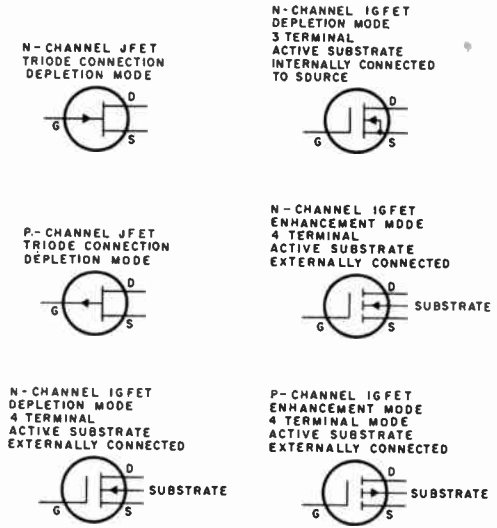 N-CHANNEL JFET
TRIODE CONNECTION
DEPLETION MODE
D
G
S
N-CHANNEL IGFET
DEPLETION MODE
3 TERMINAL
ACTIVE SUBSTRATE
INTERNALLY CONNECTED
TO SOURCE
D
G
S
P.-CHANNEL JFET
TRIODE CONNECTION
DEPLETION MODE
D
G
S
N-CHANNEL IGFET
ENHANCEMENT MODE
4 TERMINAL
ACTIVE SUBSTRATE
EXTERNALLY CONNECTED
D
SUBSTRATE
G
S
N-CHANNEL IGFET
DEPLETION MODE
4 TERMINAL
ACTIVE SUBSTRATE
EXTERNALLY CONNECTED
D
SUBSTRATE
G
S
P-CHANNEL IGFET
ENHANCEMENT MODE
4 TERMINAL MODE
ACTIVE SUBSTRATE
EXTERNALLY CONNECTED
D
SUBSTRATE
G
S